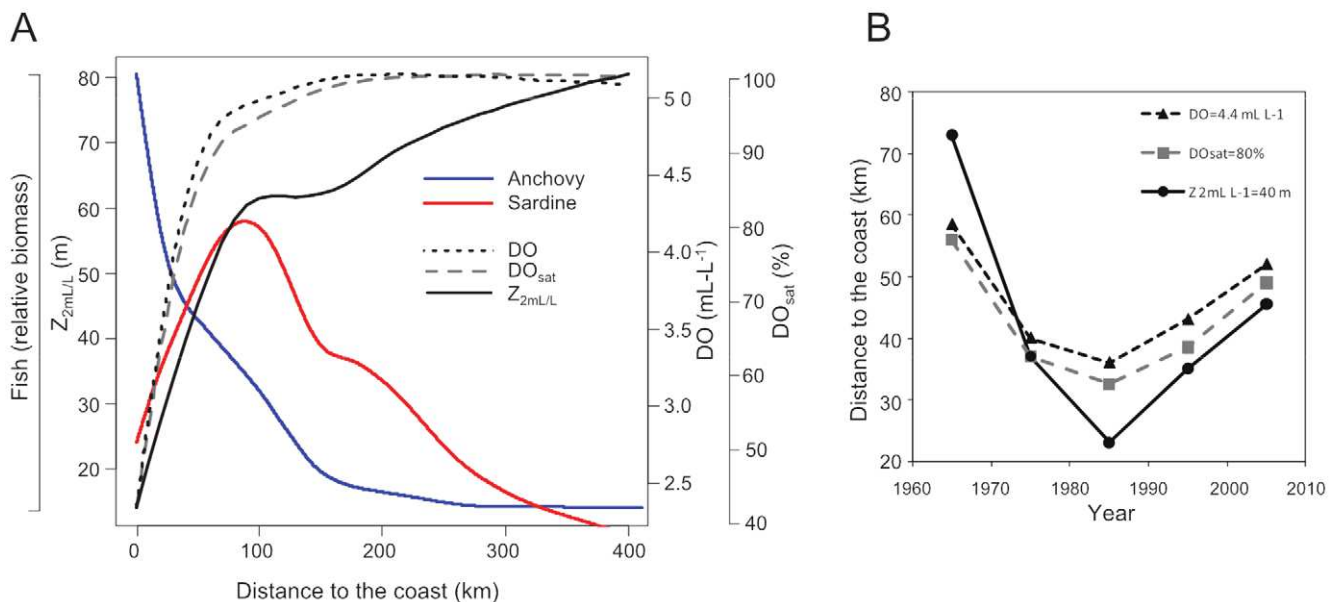 A
Fish (relative biomass)
Z2mL/L (m)
80
70
60
50
40
30
20
Anchovy
Sardine
DO
DOsat
Z2mL/L
5.0
4.5
4.0
3.5
3.0
2.5
DO (mL-L-1)
100
90
80
70
60
50
40
DOsat (%)
0 100 200 300 400
Distance to the coast (km)
B
Distance to the coast (km)
80
70
60
50
40
30
20
DO=4.4 mL L-1
DOsat=80%
Z 2mL L-1=40 m
1960 1970 1980 1990 2000 2010
Year